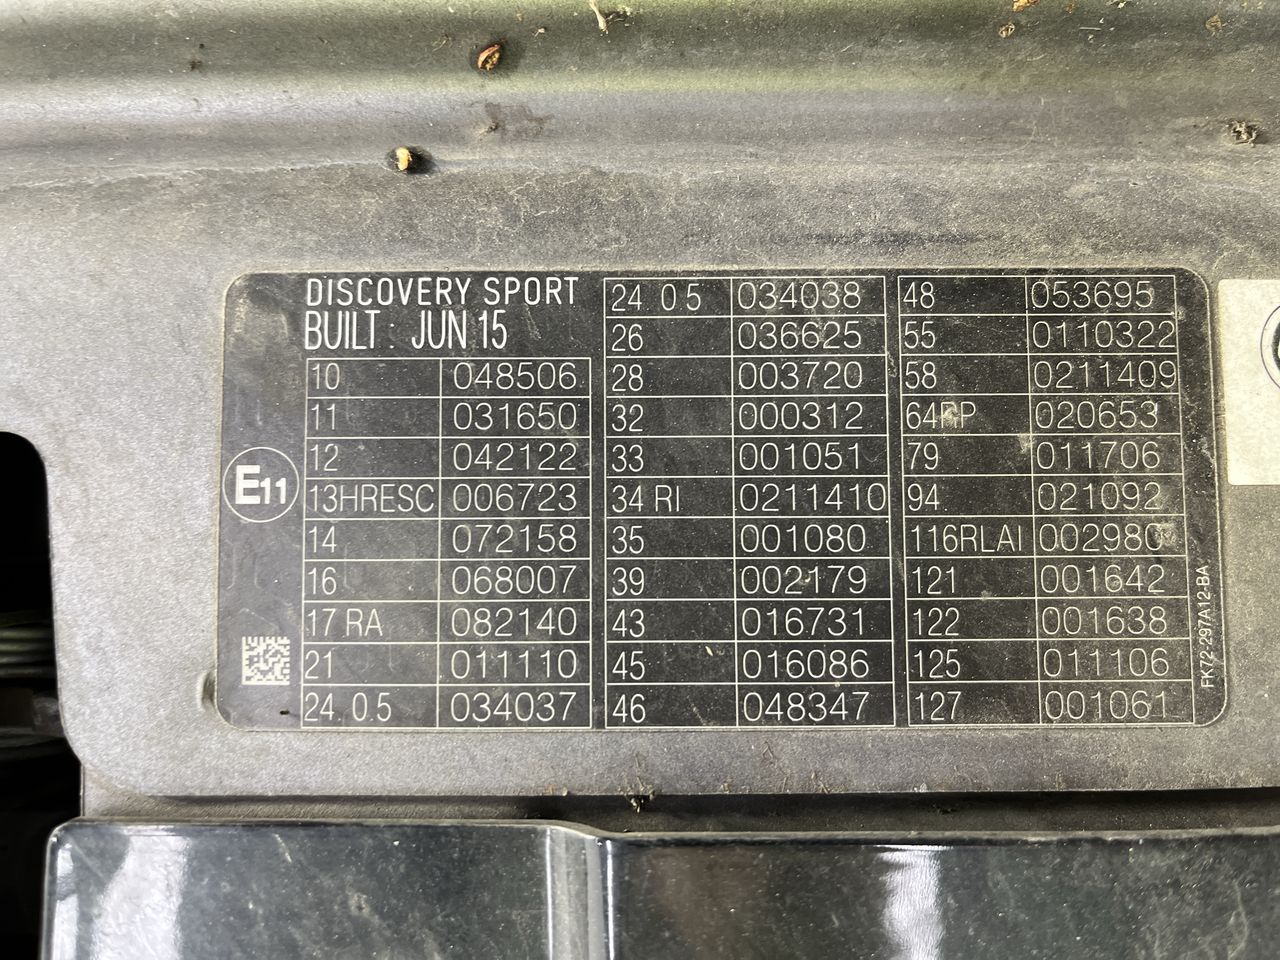 DISCOVERY SPORT
BUILT : JUN 15
10 048506
11 031650
12 042122
13HRESC 006723
14 072158
16 068007
17 RA 082140
21 011110
24.0.5 034037
E11
24 0 5 034038
26 036625
28 003720
32 000312
33 001051
34 RI 0211410
35 001080
39 002179
43 016731
45 016086
46 048347
48 053695
55 0110322
58 0211409
64RP 020653
79 011706
94 021092
116RLAI 002980
121 001642
122 001638
125 011106
127 001061
FK72-297A12-BA